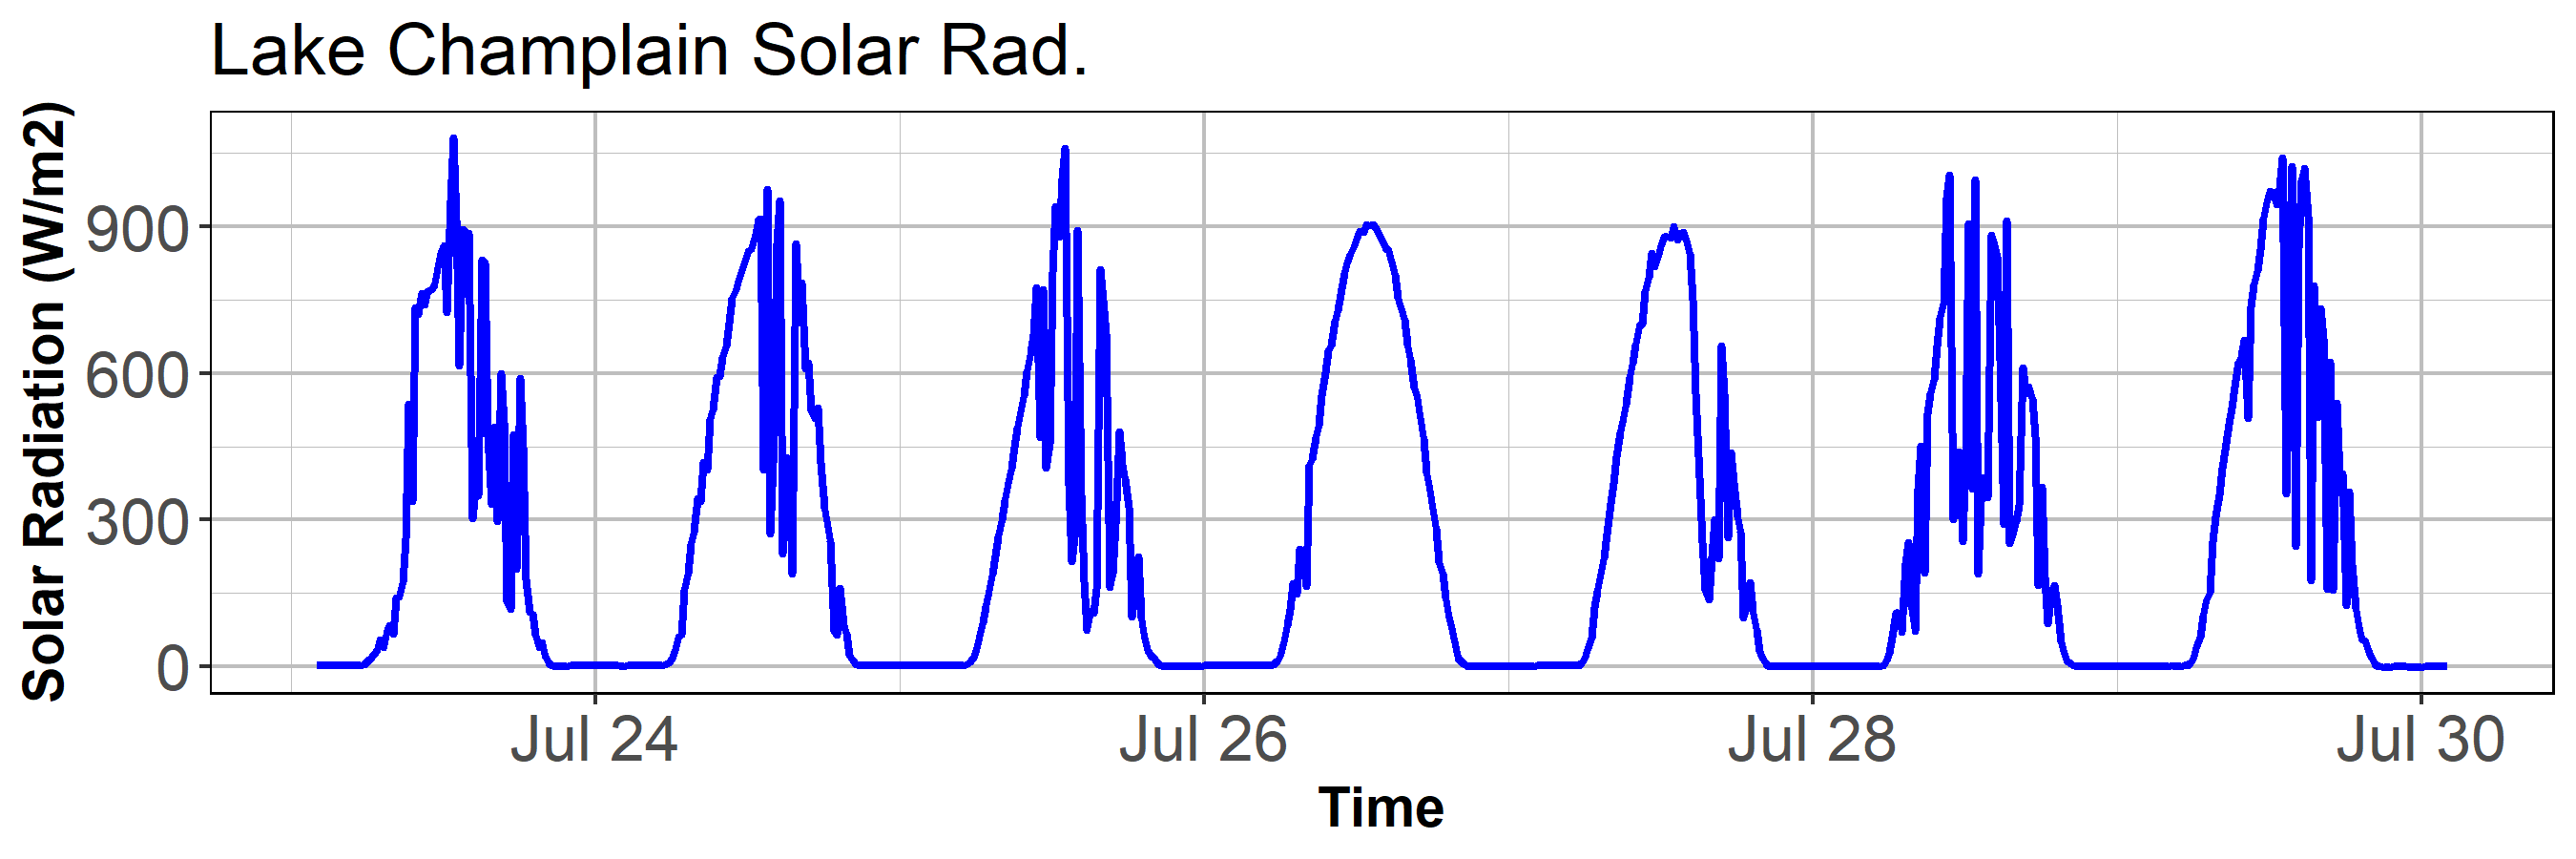 Lake Champlain Solar Rad.
Solar Radiation (W/m2)
900
600
300
0
Jul 24 Jul 26 Jul 28 Jul 30
Time